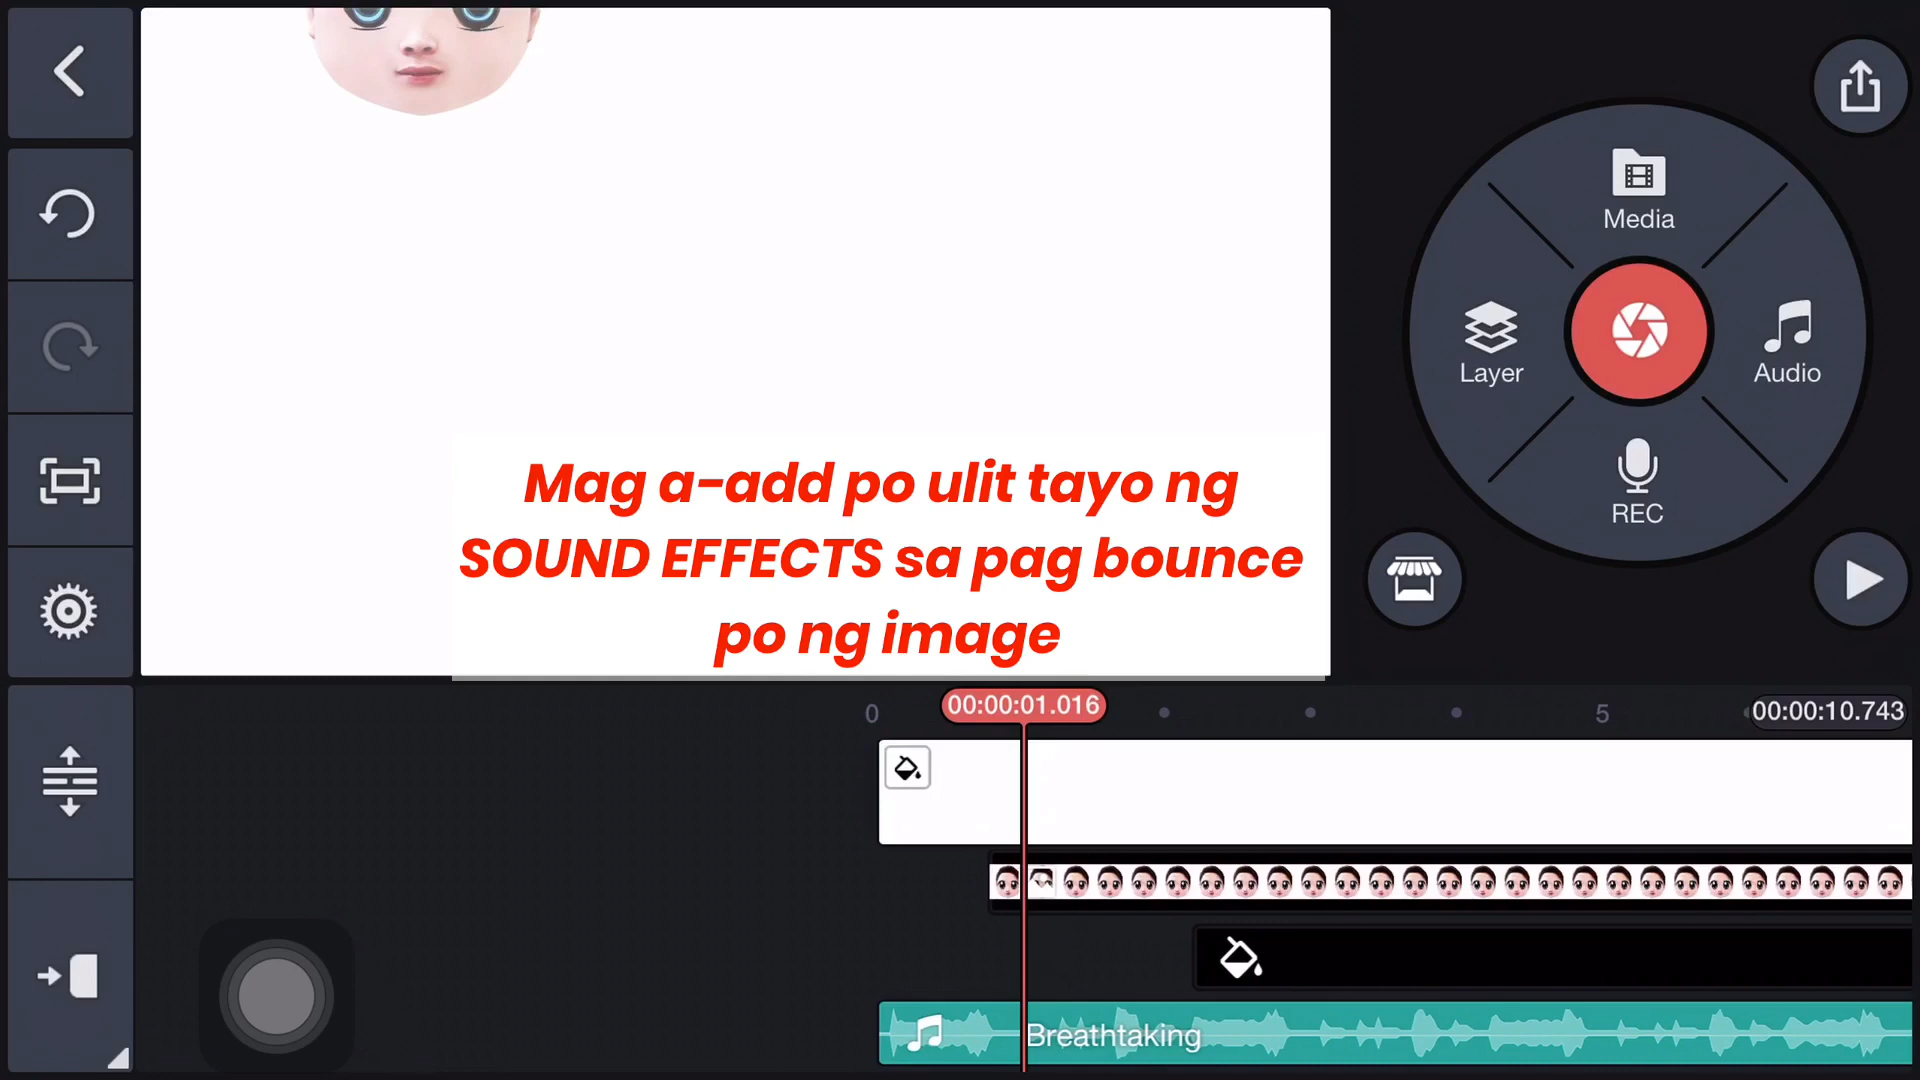 Media
Layer
Audio
REC
Mag a-add po ulit tayo ng
SOUND EFFECTS sa pag bounce
po ng image
0
00:00:01.016
5
00:00:10.743
Breathtaking